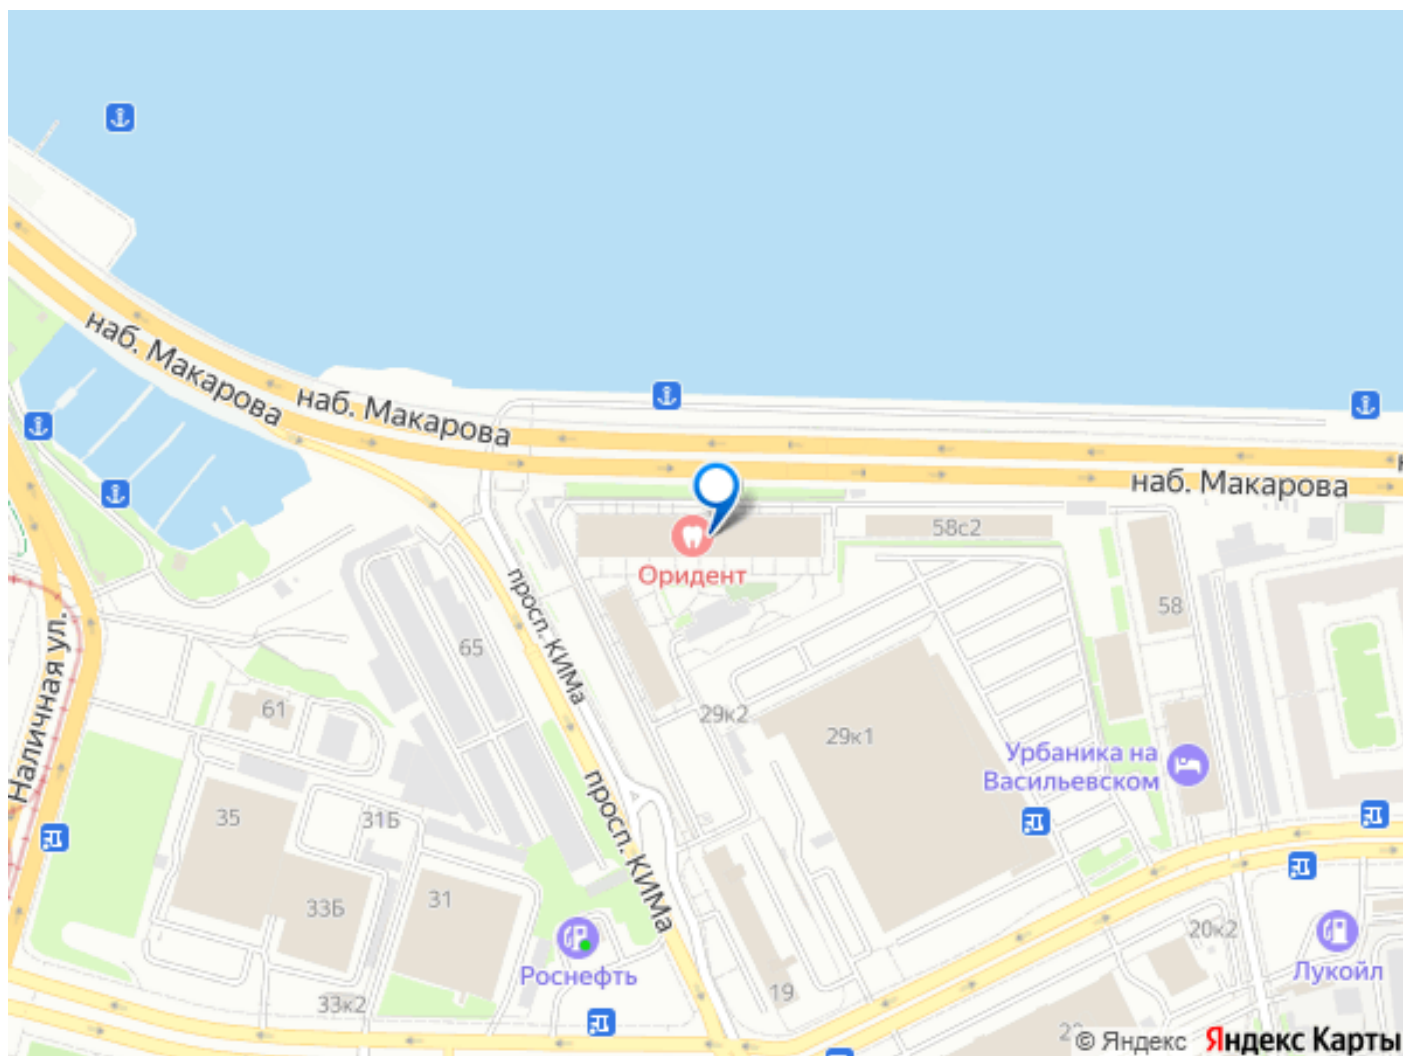 наб. Макарова
наб. Макарова
наб. Макарова
58с2
Оридент
просп. КИМа
58
65
Наличная ул.
61
29к2
29к1
Урбаника на
Васильевском
просп. КИМа
35
31Б
33Б
31
20к2
Роснефть
Лукойл
33к2
19
© Яндекс
Яндекс Карты